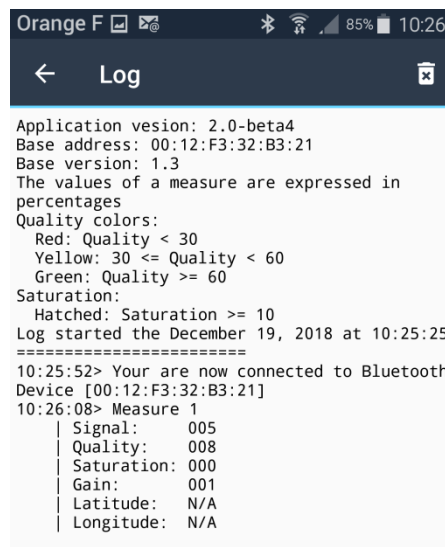 Orange F 85% 10:26
Log
Application vesion: 2.0-beta4
Base address: 00:12:F3:32:B3:21
Base version: 1.3
The values of a measure are expressed in
percentages
Quality colors:
Red: Quality < 30
Yellow: 30 <= Quality < 60
Green: Quality >= 60
Saturation:
Hatched: Saturation >= 10
Log started the December 19, 2018 at 10:25:25
=========================
10:25:52> Your are now connected to Bluetooth
Device [00:12:F3:32:B3:21]
10:26:08> Measure 1
| Signal: 005
| Quality: 008
| Saturation: 000
| Gain: 001
| Latitude: N/A
| Longitude: N/A